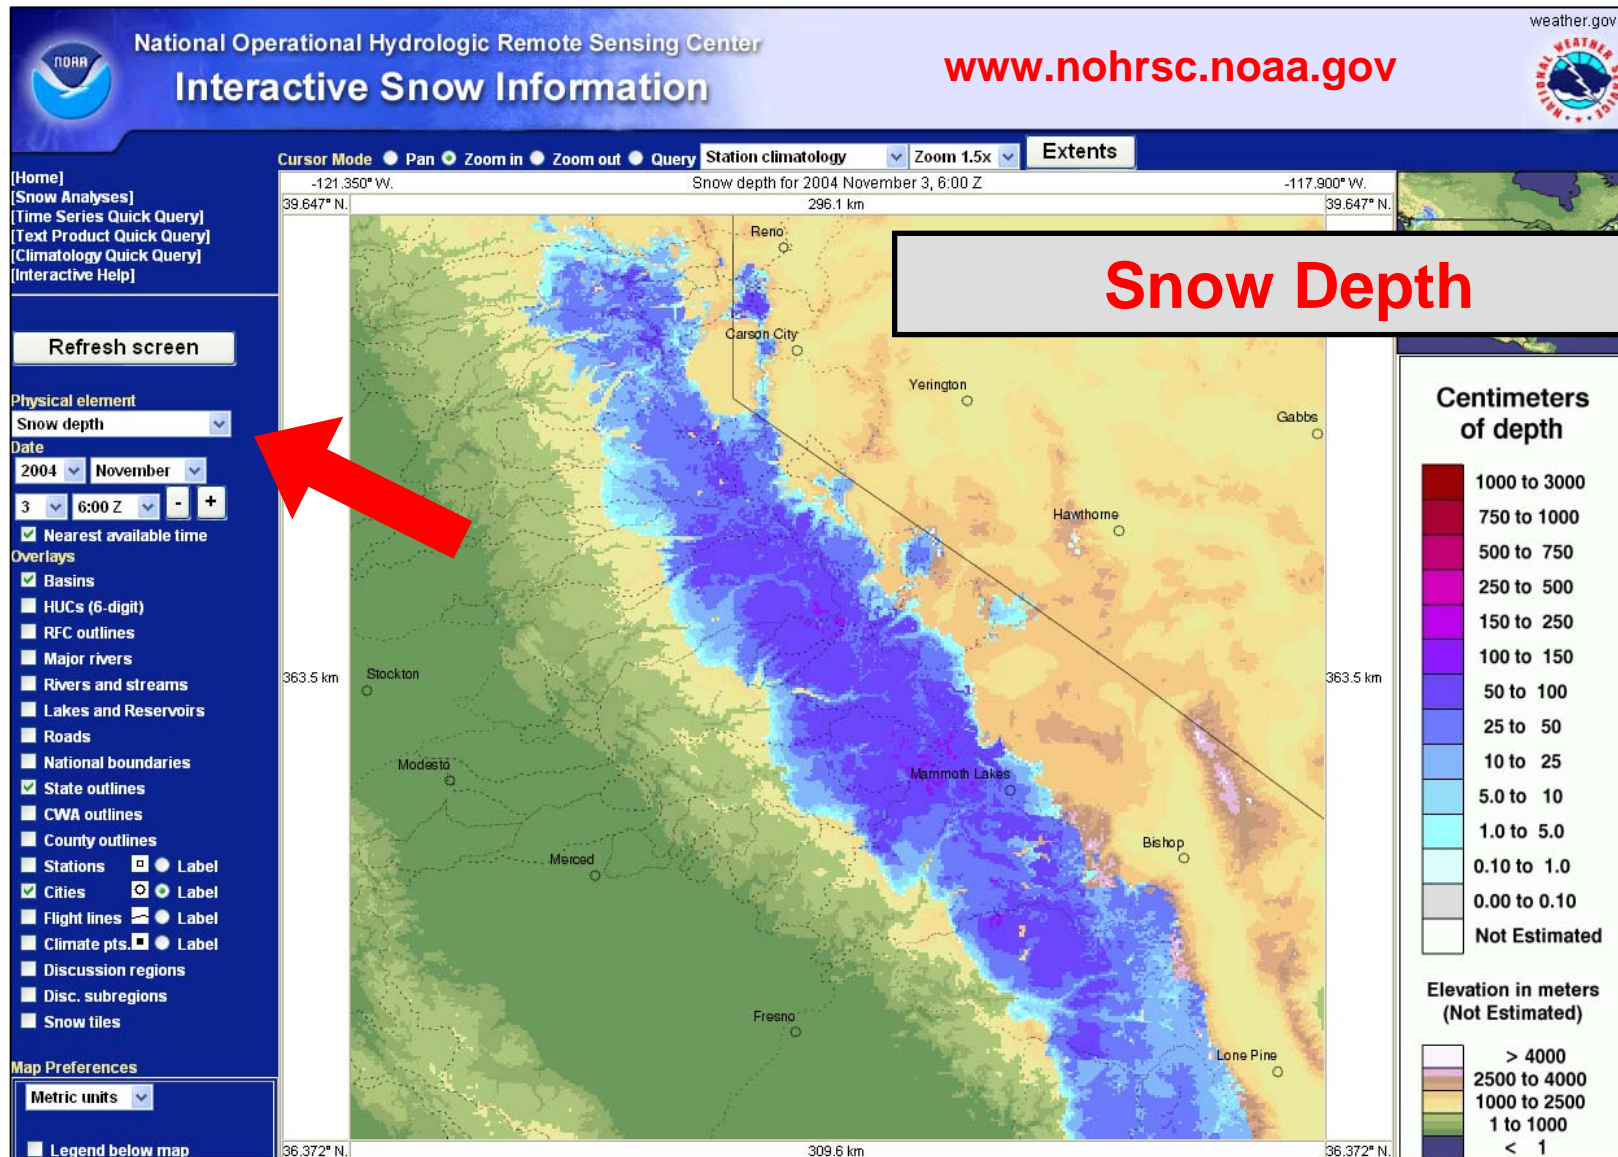 weather.gov
NOAA
National Operational Hydrologic Remote Sensing Center
Interactive Snow Information
www.nohrsc.noaa.gov
NATIONAL WEATHER SERVICE
Cursor Mode Pan Zoom in Zoom out Query Station climatology Zoom 1.5x Extents
[Home]
[Snow Analyses]
[Time Series Quick Query]
[Text Product Quick Query]
[Climatology Quick Query]
[Interactive Help]
Refresh screen
Physical element
Snow depth
Date
2004 November
3 6:00 Z - +
Nearest available time
Overlays
Basins
HUCs (6-digit)
RFC outlines
Major rivers
Rivers and streams
Lakes and Reservoirs
Roads
National boundaries
State outlines
CWA outlines
County outlines
Stations Label
Cities Label
Flight lines Label
Climate pts. Label
Discussion regions
Disc. subregions
Snow tiles
Map Preferences
Metric units
Legend below map
-121.350° W. Snow depth for 2004 November 3, 6:00 Z -117.900° W.
39.647° N. 296.1 km 39.647° N.
Snow Depth
Reno
Carson City
Yerington
Gabbs
Hawthorne
363.5 km Stockton 363.5 km
Modesto
Mammoth Lakes
Bishop
Merced
Fresno
Lone Pine
36.372° N. 309.6 km 36.372° N.
Centimeters
of depth
1000 to 3000
750 to 1000
500 to 750
250 to 500
150 to 250
100 to 150
50 to 100
25 to 50
10 to 25
5.0 to 10
1.0 to 5.0
0.10 to 1.0
0.00 to 0.10
Not Estimated
Elevation in meters
(Not Estimated)
> 4000
2500 to 4000
1000 to 2500
1 to 1000
< 1